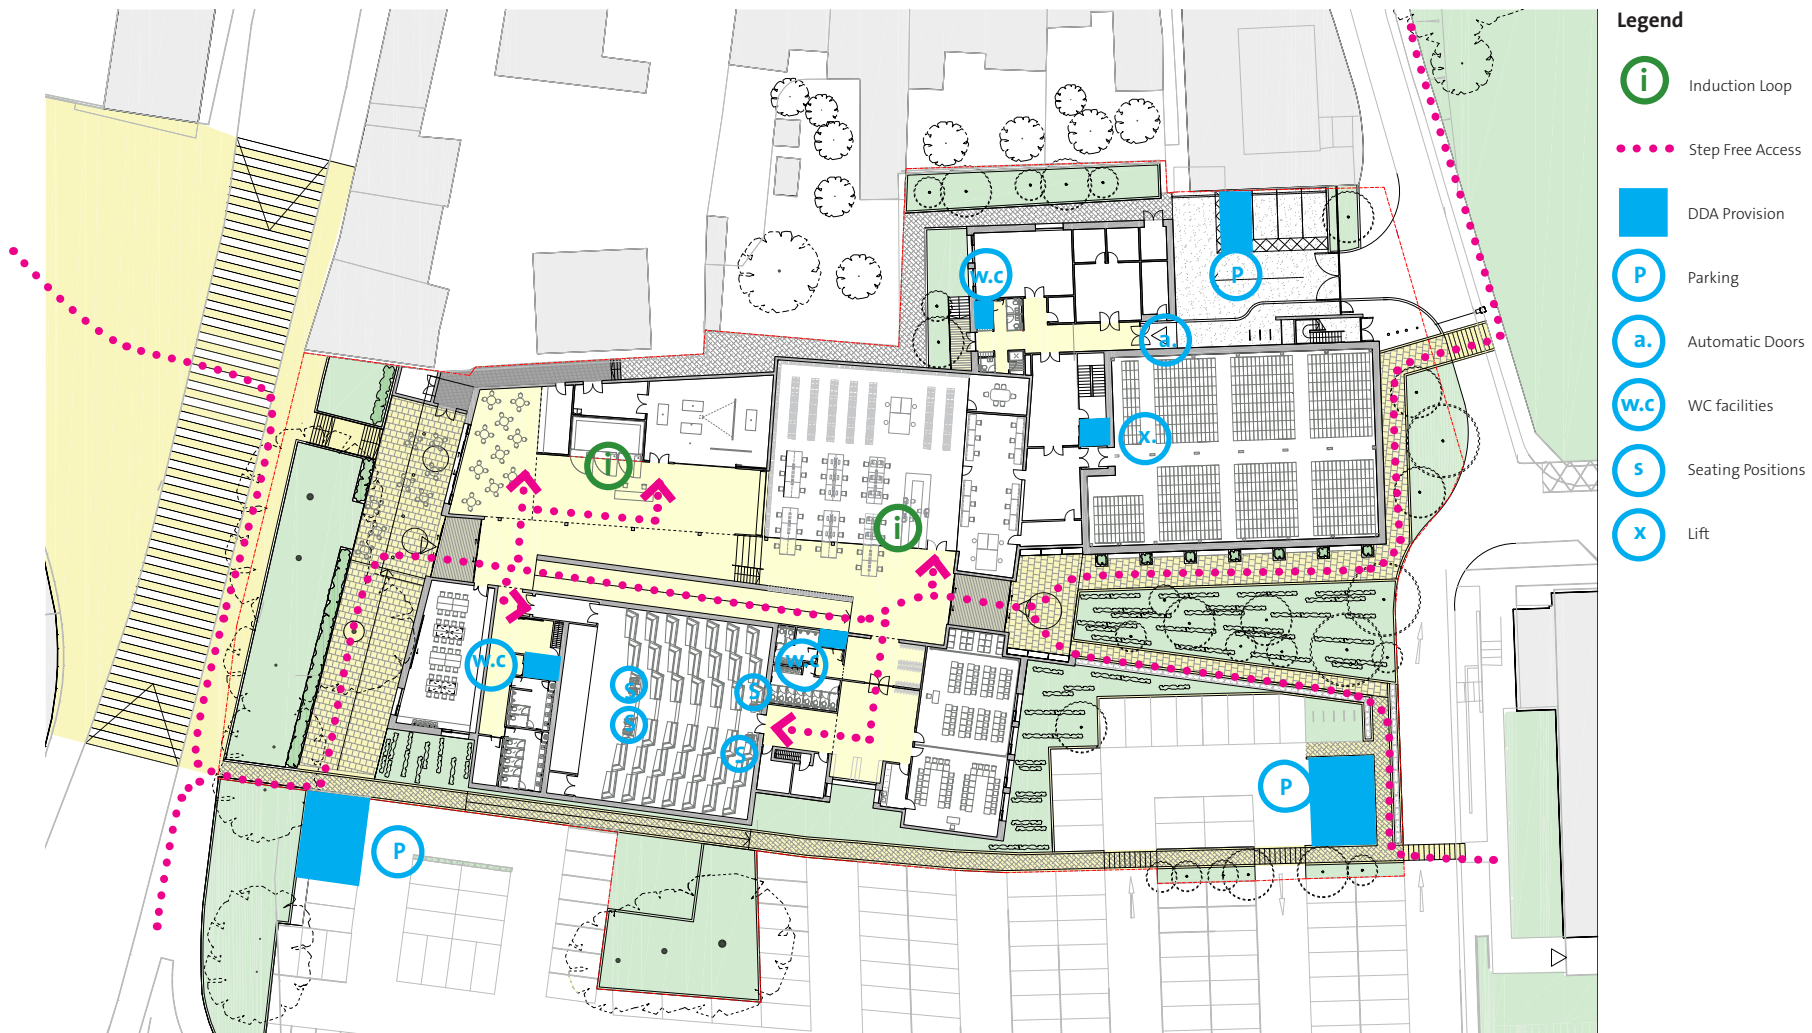 Legend
i Induction Loop
Step Free Access
DDA Provision
P Parking
a. Automatic Doors
w.c WC facilities
s Seating Positions
x Lift
w.c
P
a.
x.
i
i
w.c
w.c
s
s
s
s
P
P